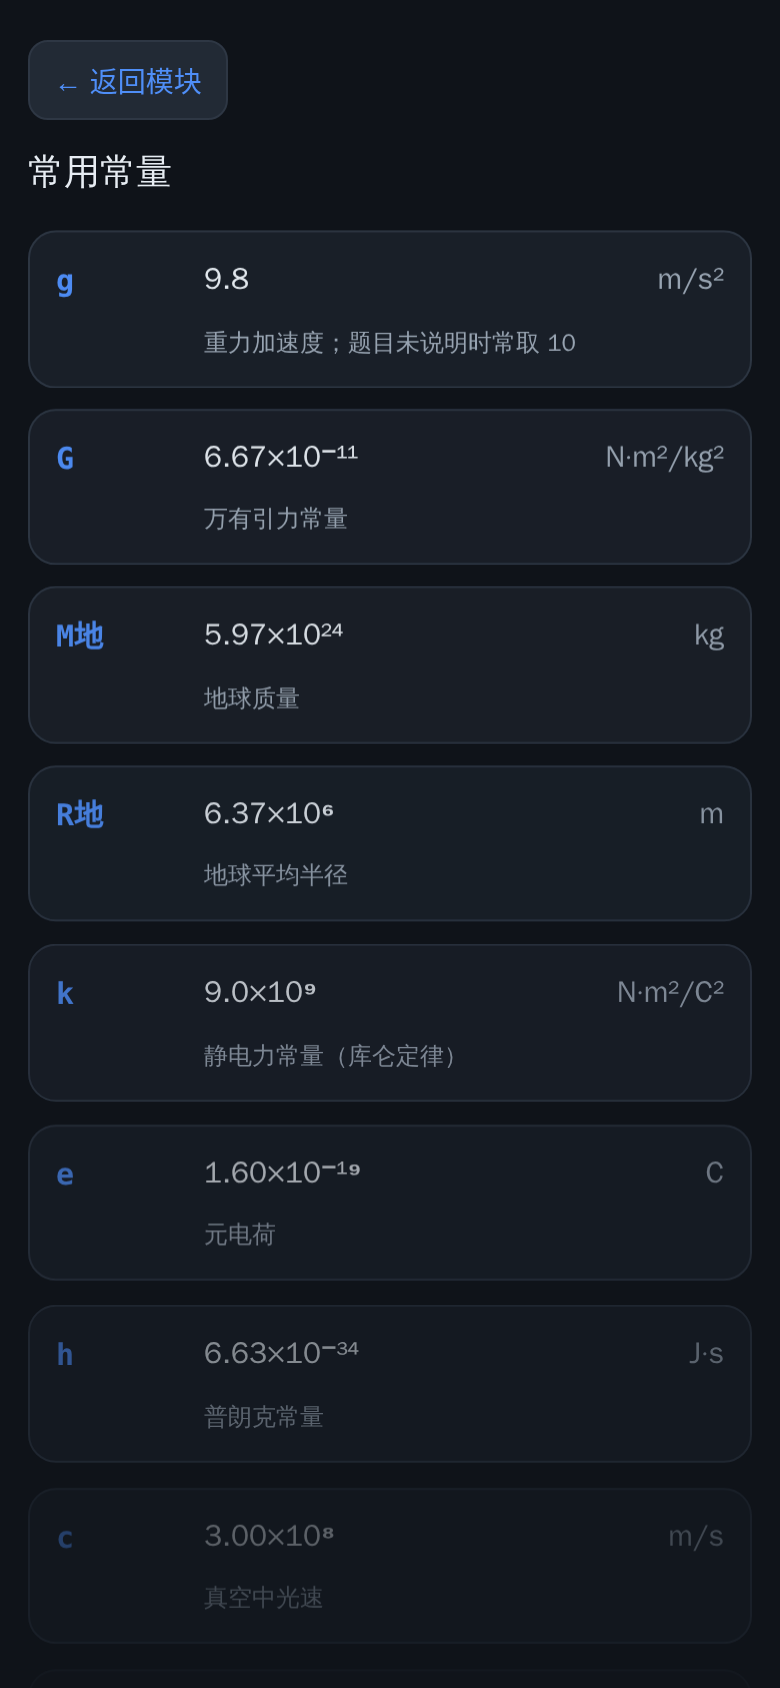 ← 返回模块
常用常量
g 9.8 m/s²
重力加速度；题目未说明时常取 10
G 6.67×10⁻¹¹ N·m²/kg²
万有引力常量
M地 5.97×10²⁴ kg
地球质量
R地 6.37×10⁶ m
地球平均半径
k 9.0×10⁹ N·m²/C²
静电力常量（库仑定律）
e 1.60×10⁻¹⁹ C
元电荷
h 6.63×10⁻³⁴ J·s
普朗克常量
c 3.00×10⁸ m/s
真空中光速